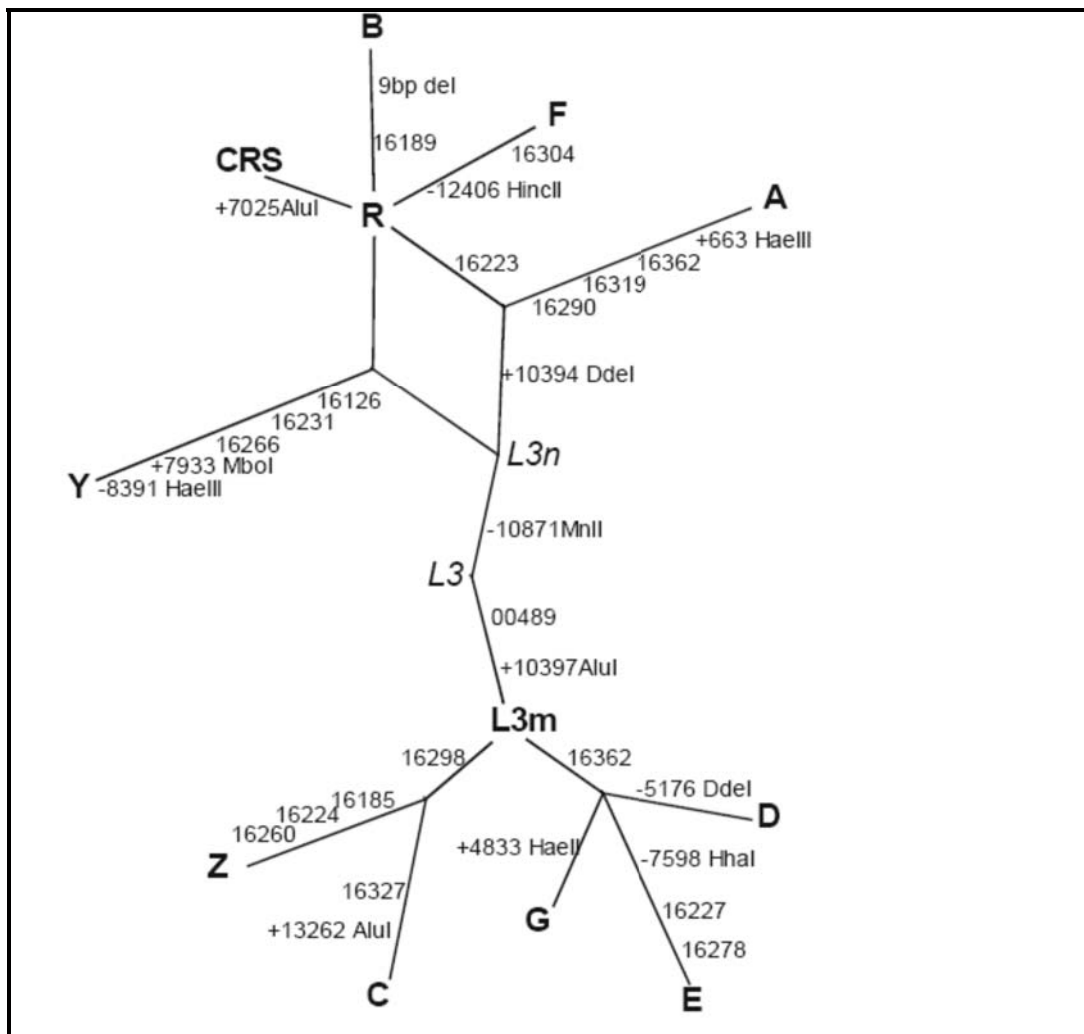 B
9bp del
F
16189
16304
CRS
-12406 HincII
A
+7025AluI
R
+663 HaeIII
16223
16362
16319
16290
+10394 DdeI
16126
16231
16266
L3n
+7933 MboI
Y
-8391 HaeIII
-10871MnlI
L3
00489
+10397AluI
L3m
16298
16362
-5176 DdeI
16185
16224
D
16260
+4833 HaeII
-7598 HhaI
Z
16327
16227
G
+13262 AluI
16278
C
E